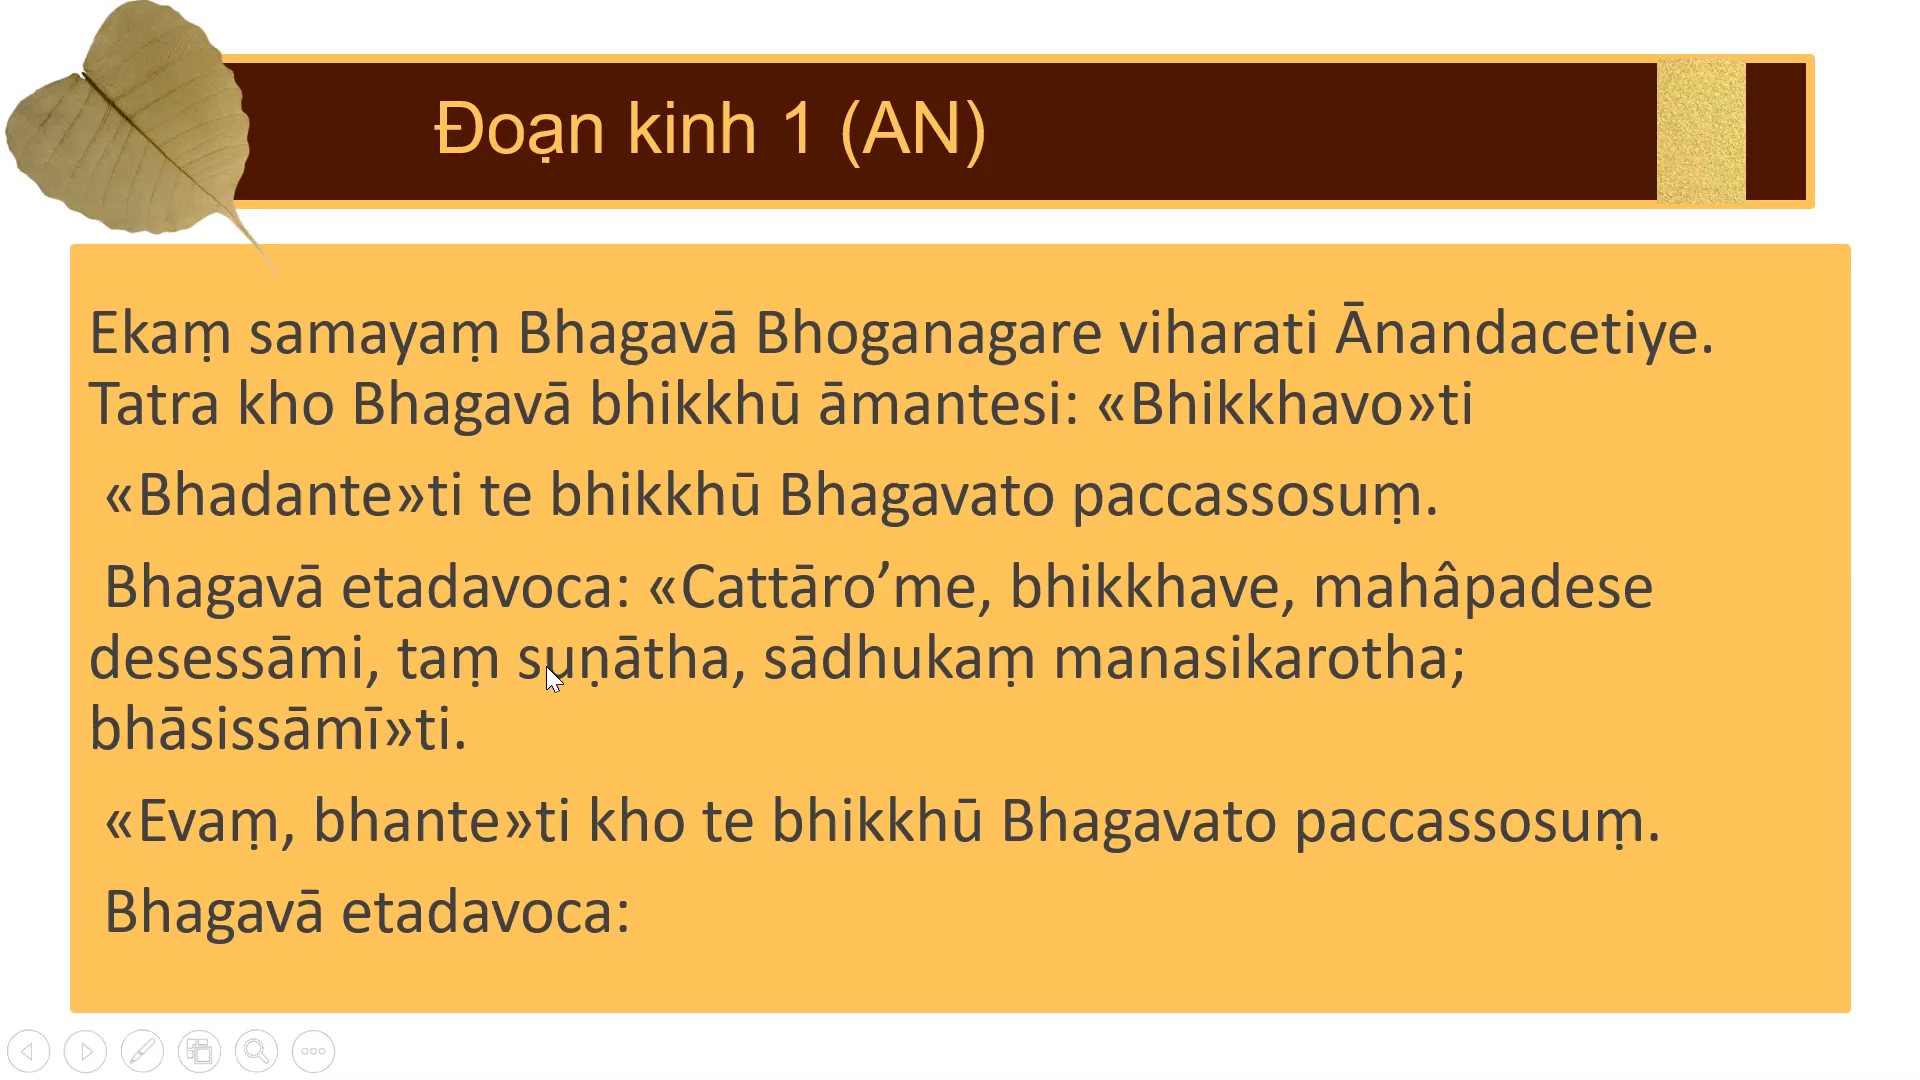 Đoạn kinh 1 (AN)
Ekaṃ samayaṃ Bhagavā Bhoganagare viharati Ānandacetiye.
Tatra kho Bhagavā bhikkhū āmantesi: «Bhikkhavo»ti
«Bhadante»ti te bhikkhū Bhagavato paccassosuṃ.
Bhagavā etadavoca: «Cattāro’me, bhikkhave, mahâpadese
desessāmi, taṃ suṇātha, sādhukaṃ manasikarotha;
bhāsissāmī»ti.
«Evaṃ, bhante»ti kho te bhikkhū Bhagavato paccassosuṃ.
Bhagavā etadavoca: